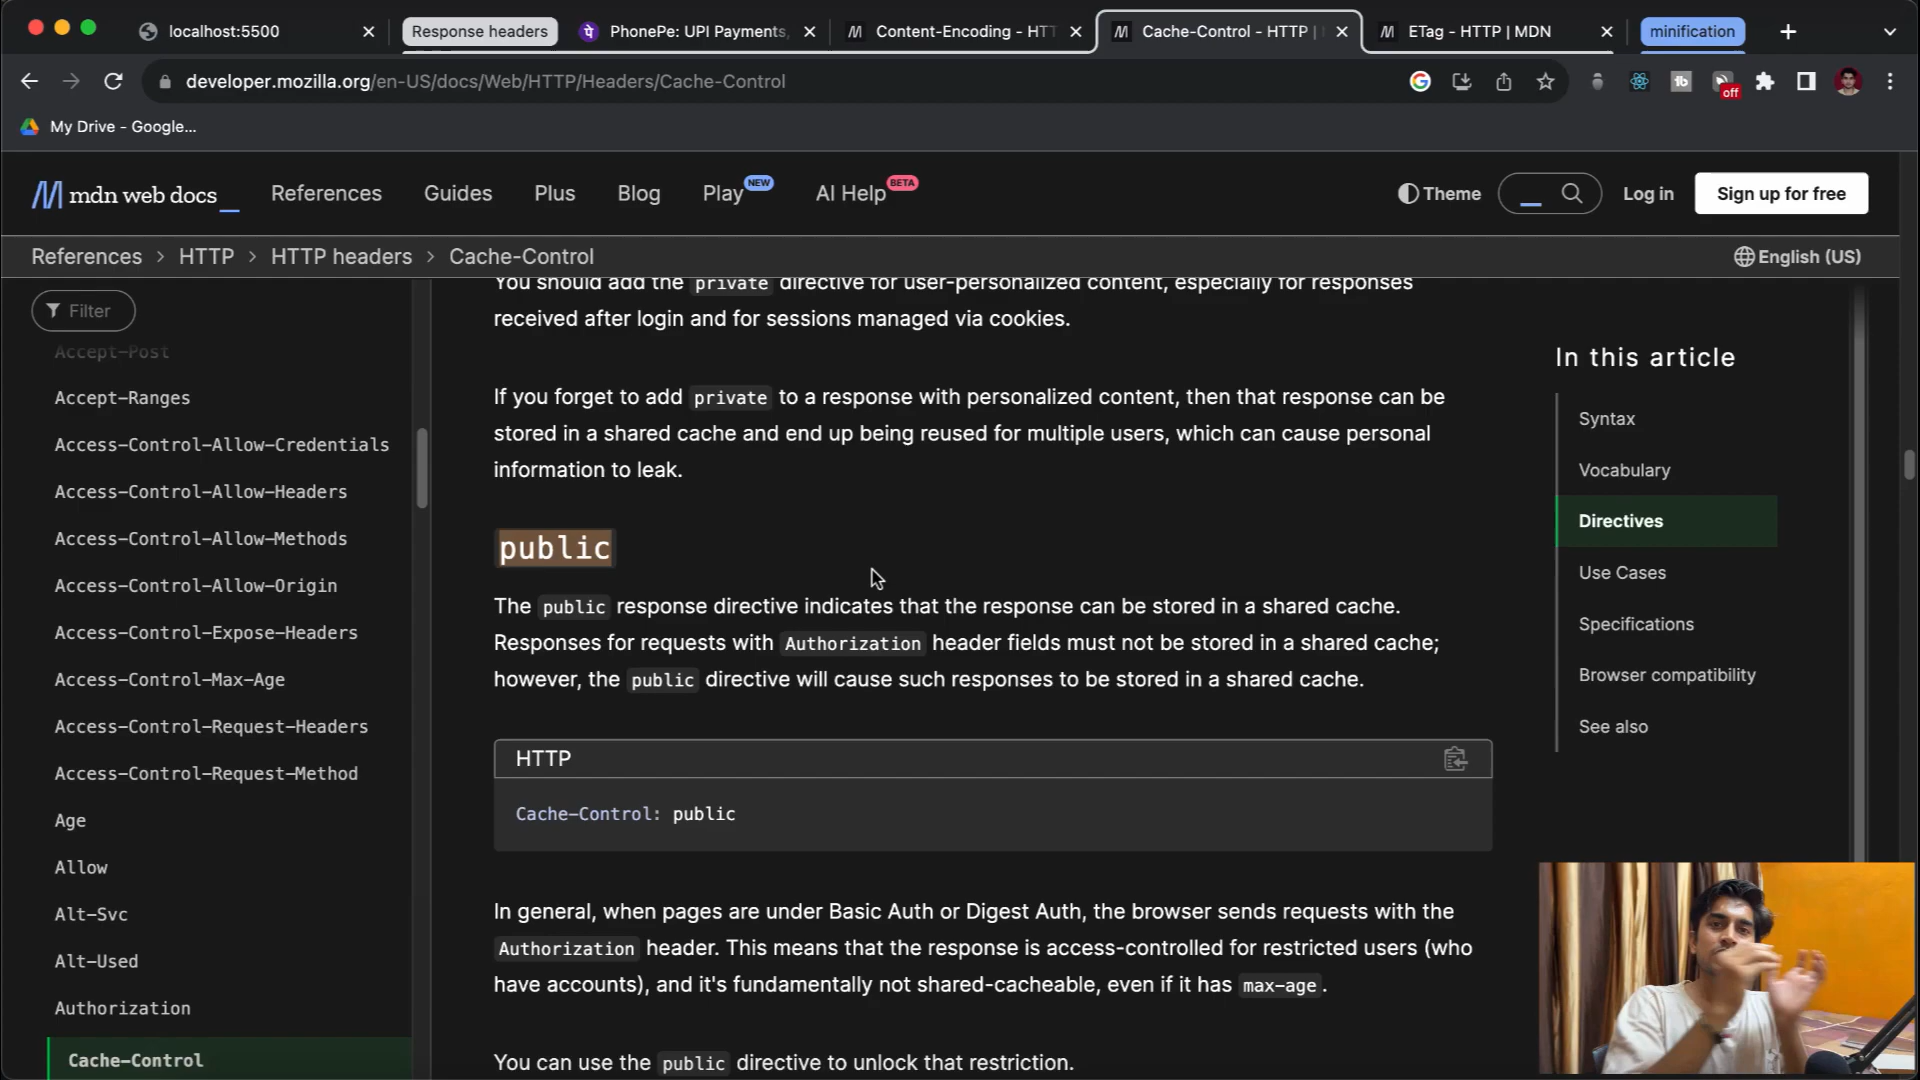 localhost:5500
Response headers
PhonePe: UPI Payments,
Content-Encoding - HTT
Cache-Control - HTTP |
ETag - HTTP | MDN
minification
developer.mozilla.org/en-US/docs/Web/HTTP/Headers/Cache-Control
off
My Drive - Google...
mdn web docs_
References
Guides
Plus
Blog
Play NEW
AI Help BETA
Theme
Log in
Sign up for free
References > HTTP > HTTP headers > Cache-Control
English (US)
Filter
Accept-Post
Accept-Ranges
Access-Control-Allow-Credentials
Access-Control-Allow-Headers
Access-Control-Allow-Methods
Access-Control-Allow-Origin
Access-Control-Expose-Headers
Access-Control-Max-Age
Access-Control-Request-Headers
Access-Control-Request-Method
Age
Allow
Alt-Svc
Alt-Used
Authorization
Cache-Control
You should add the private directive for user-personalized content, especially for responses
received after login and for sessions managed via cookies.
If you forget to add private to a response with personalized content, then that response can be
stored in a shared cache and end up being reused for multiple users, which can cause personal
information to leak.
public
The public response directive indicates that the response can be stored in a shared cache.
Responses for requests with Authorization header fields must not be stored in a shared cache;
however, the public directive will cause such responses to be stored in a shared cache.
HTTP
Cache-Control: public
In general, when pages are under Basic Auth or Digest Auth, the browser sends requests with the
Authorization header. This means that the response is access-controlled for restricted users (who
have accounts), and it's fundamentally not shared-cacheable, even if it has max-age.
You can use the public directive to unlock that restriction.
In this article
Syntax
Vocabulary
Directives
Use Cases
Specifications
Browser compatibility
See also